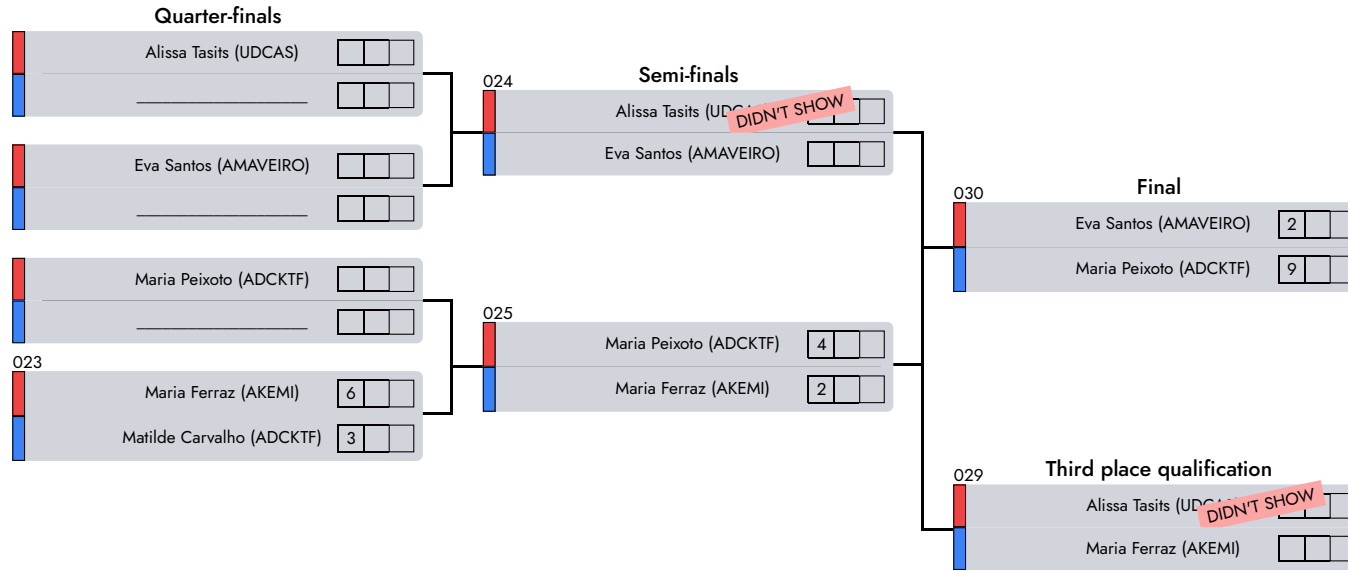 Quarter-finals
Alissa Tasits (UDCAS)
____________________
Eva Santos (AMAVEIRO)
____________________
Maria Peixoto (ADCKTF)
____________________
023
Maria Ferraz (AKEMI) 6
Matilde Carvalho (ADCKTF) 3
Semi-finals
024
Alissa Tasits DIDN'T SHOW
Eva Santos (AMAVEIRO)
025
Maria Peixoto (ADCKTF) 4
Maria Ferraz (AKEMI) 2
Final
030
Eva Santos (AMAVEIRO) 2
Maria Peixoto (ADCKTF) 9
Third place qualification
029
Alissa Tasits DIDN'T SHOW
Maria Ferraz (AKEMI)